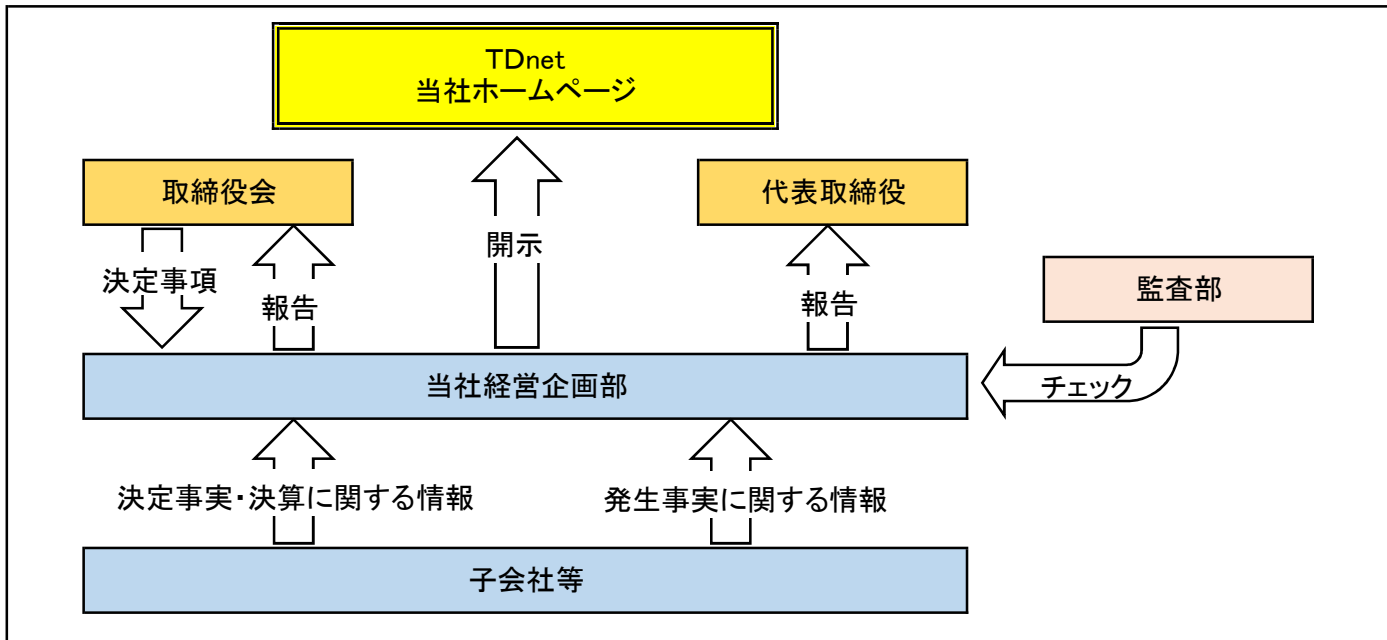 TDnet
当社ホームページ
取締役会
代表取締役
開示
決定事項
報告
報告
監査部
当社経営企画部
チェック
決定事実・決算に関する情報
発生事実に関する情報
子会社等